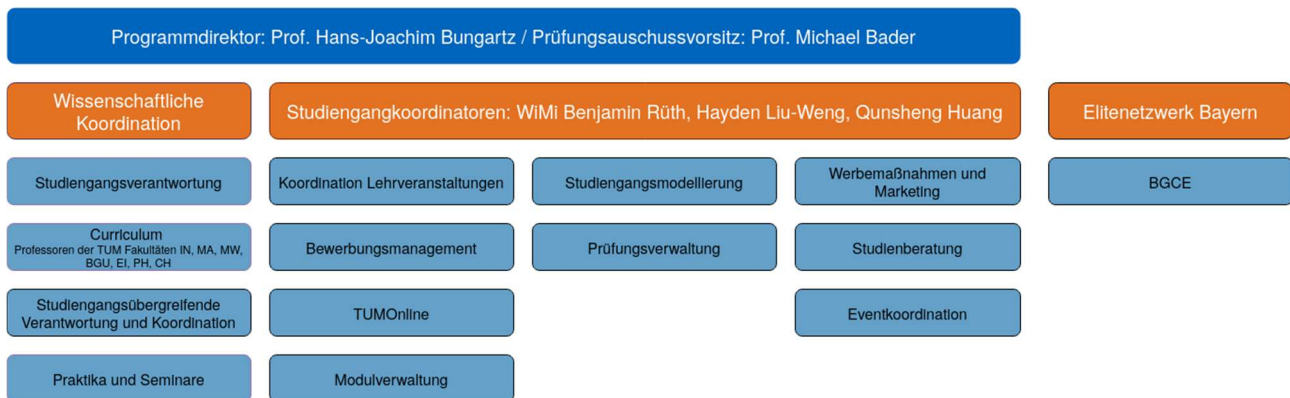 Programmdirektor: Prof. Hans-Joachim Bungartz / Prüfungsauschussvorsitz: Prof. Michael Bader
Wissenschaftliche
Koordination
Studiengangkoordinatoren: WiMi Benjamin Rüth, Hayden Liu-Weng, Qunsheng Huang
Elitenetzwerk Bayern
Studiengangsverantwortung
Koordination Lehrveranstaltungen
Studiengangsmodellierung
Werbemaßnahmen und
Marketing
BGCE
Curriculum
Professoren der TUM Fakultäten IN, MA, MW,
BGU, EI, PH, CH
Bewerbungsmanagement
Prüfungsverwaltung
Studienberatung
Studiengangsübergreifende
Verantwortung und Koordination
TUMOnline
Eventkoordination
Praktika und Seminare
Modulverwaltung